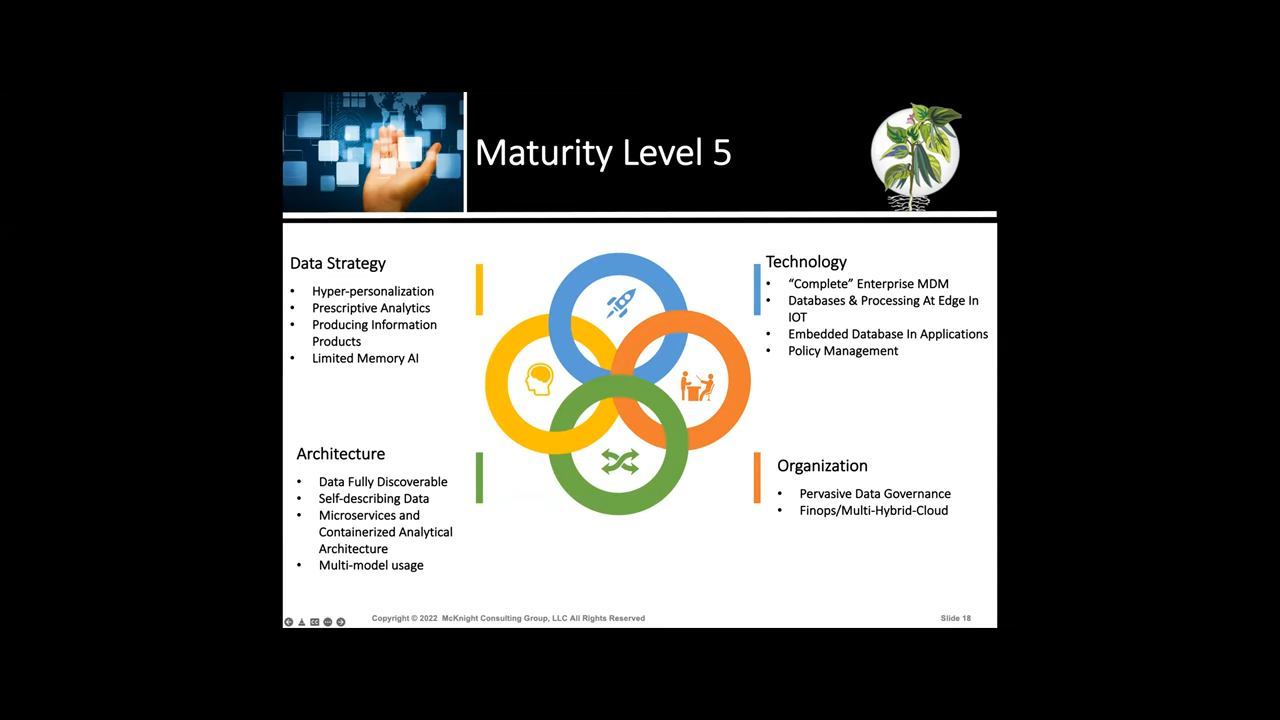 Maturity Level 5
Data Strategy
• Hyper-personalization
• Prescriptive Analytics
• Producing Information
Products
• Limited Memory AI
Technology
• “Complete” Enterprise MDM
• Databases & Processing At Edge In
IOT
• Embedded Database In Applications
• Policy Management
Architecture
• Data Fully Discoverable
• Self-describing Data
• Microservices and
Containerized Analytical
Architecture
• Multi-model usage
Organization
• Pervasive Data Governance
• Finops/Multi-Hybrid-Cloud
Copyright © 2022 McKnight Consulting Group, LLC All Rights Reserved
Slide 18